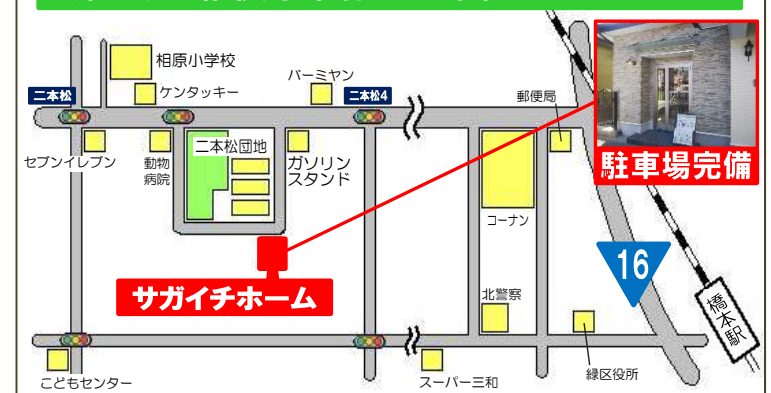 相原小学校
バーミヤン
ケンタッキー
二本松
二本松4
郵便局
セブンイレブン
動物
病院
二本松団地
ガソリン
スタンド
コーナン
駐車場完備
16
サガイチホーム
北警察
橋本駅
こどもセンター
スーパー三和
緑区役所